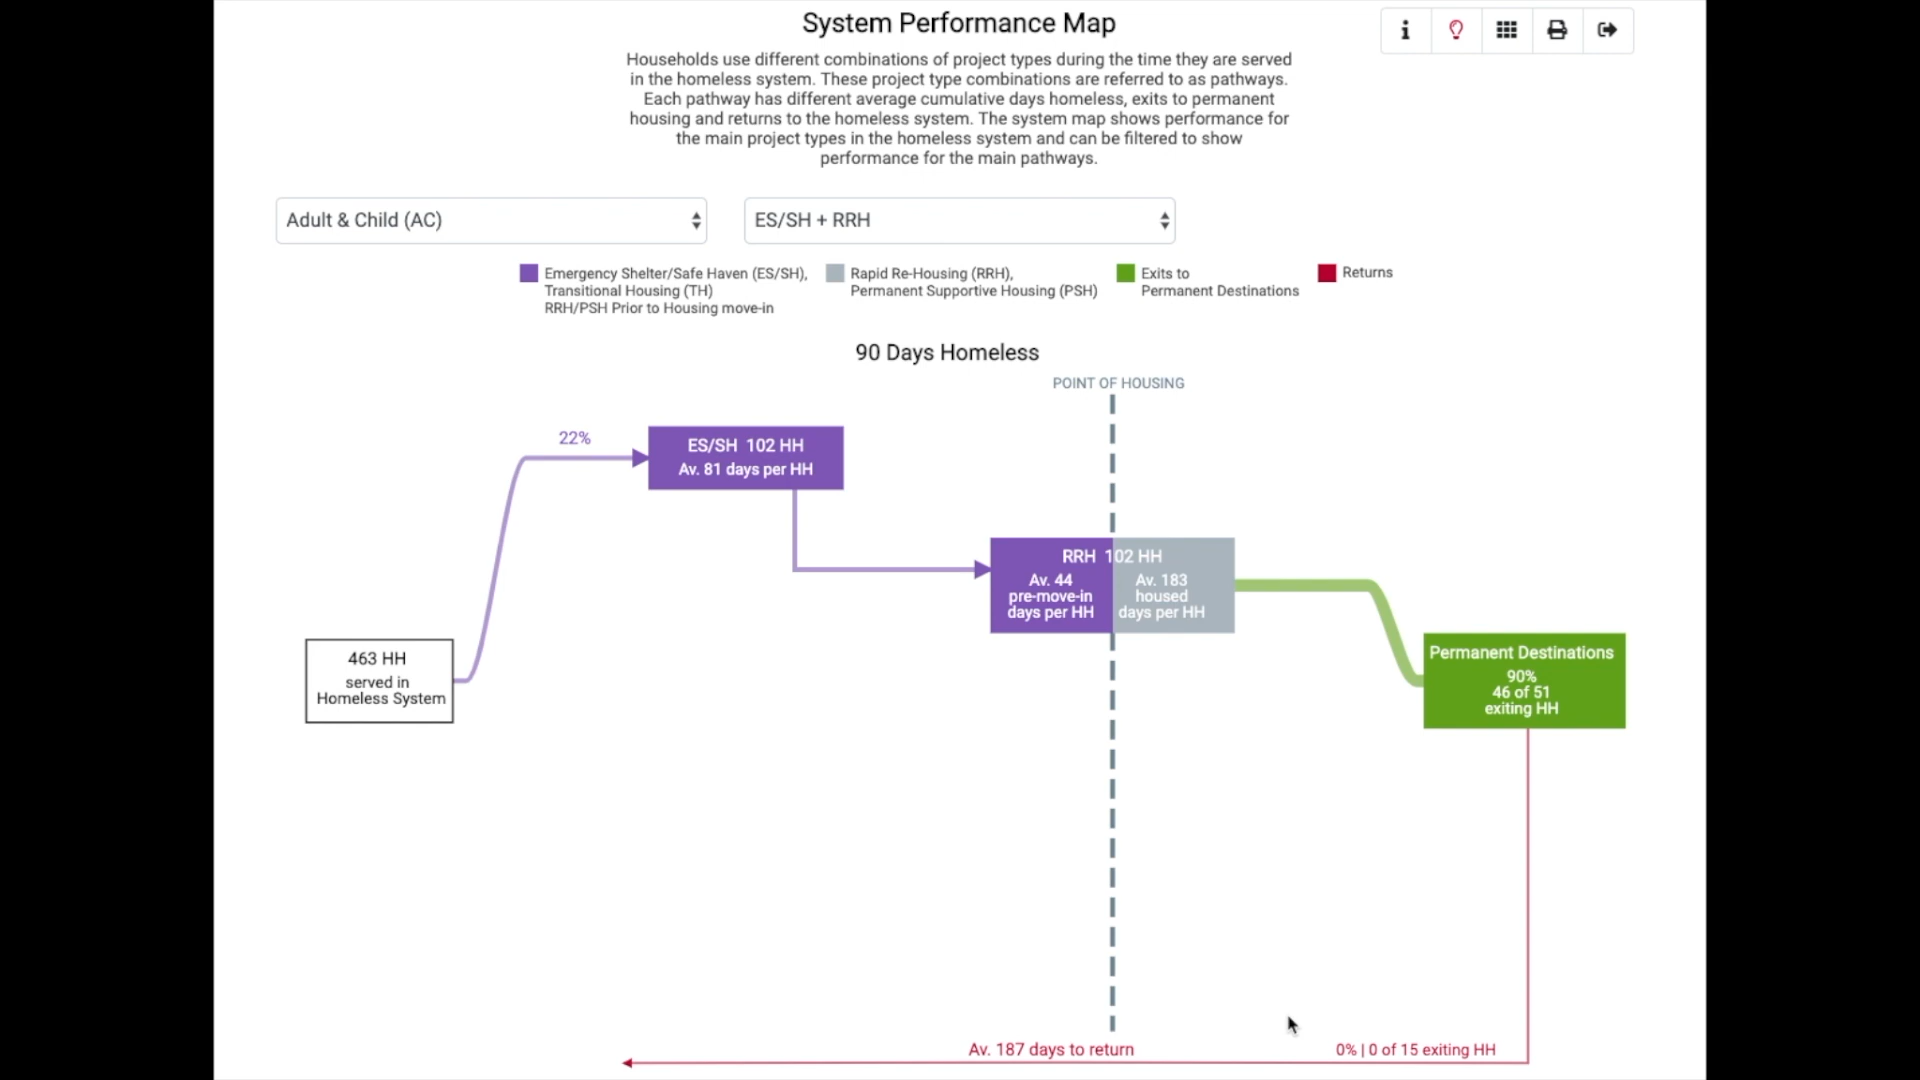 System Performance Map
Households use different combinations of project types during the time they are served
in the homeless system. These project type combinations are referred to as pathways.
Each pathway has different average cumulative days homeless, exits to permanent
housing and returns to the homeless system. The system map shows performance for
the main project types in the homeless system and can be filtered to show
performance for the main pathways.
Adult & Child (AC)
ES/SH + RRH
Emergency Shelter/Safe Haven (ES/SH),
Transitional Housing (TH)
RRH/PSH Prior to Housing move-in
Rapid Re-Housing (RRH),
Permanent Supportive Housing (PSH)
Exits to
Permanent Destinations
Returns
90 Days Homeless
POINT OF HOUSING
22%
ES/SH 102 HH
Av. 81 days per HH
RRH 102 HH
Av. 44
pre-move-in
days per HH
Av. 183
housed
days per HH
463 HH
served in
Homeless System
Permanent Destinations
90%
46 of 51
exiting HH
Av. 187 days to return
0% | 0 of 15 exiting HH